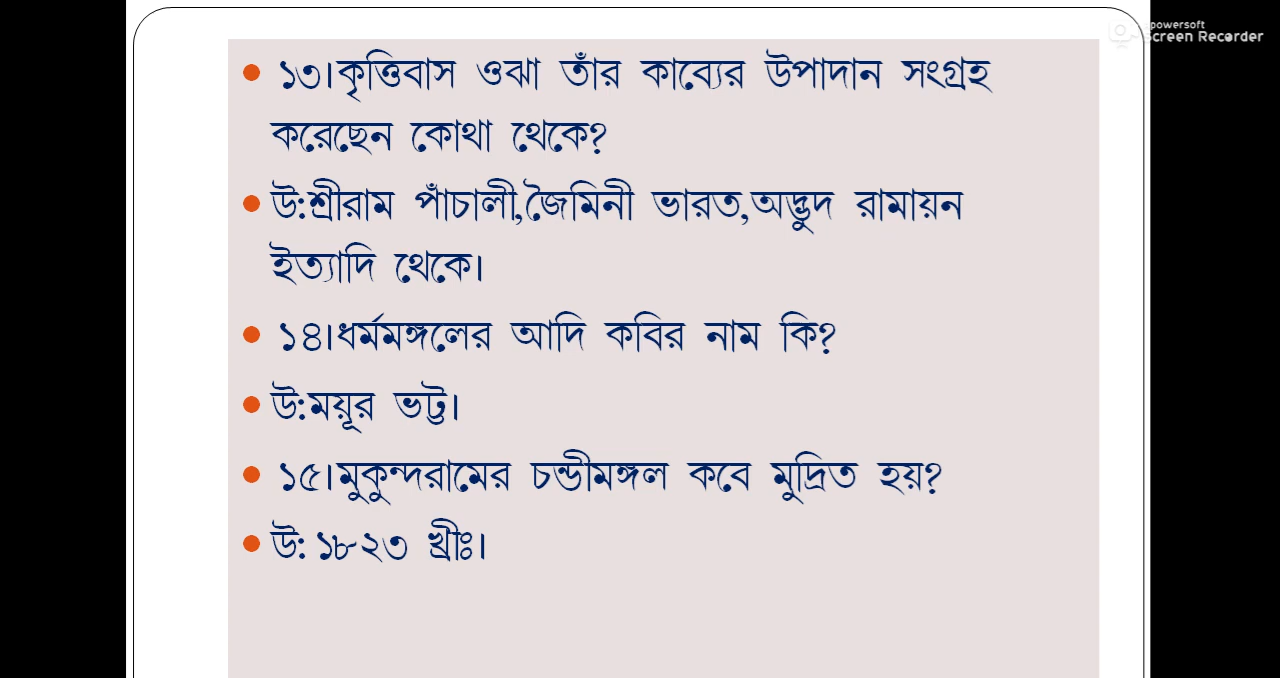 powersoft
Screen Recorder
• ১৩।কৃত্তিবাস ওঝা তাঁর কাব্যের উপাদান সংগ্রহ
করেছেন কোথা থেকে?
• উ:শ্রীরাম পাঁচালী,জৈমিনী ভারত,অদ্ভুদ রামায়ন
ইত্যাদি থেকে।
• ১৪।ধর্মমঙ্গলের আদি কবির নাম কি?
• উ:ময়ূর ভট্ট।
• ১৫।মুকুন্দরামের চন্ডীমঙ্গল কবে মুদ্রিত হয়?
• উ: ১৮২৩ খ্রীঃ।